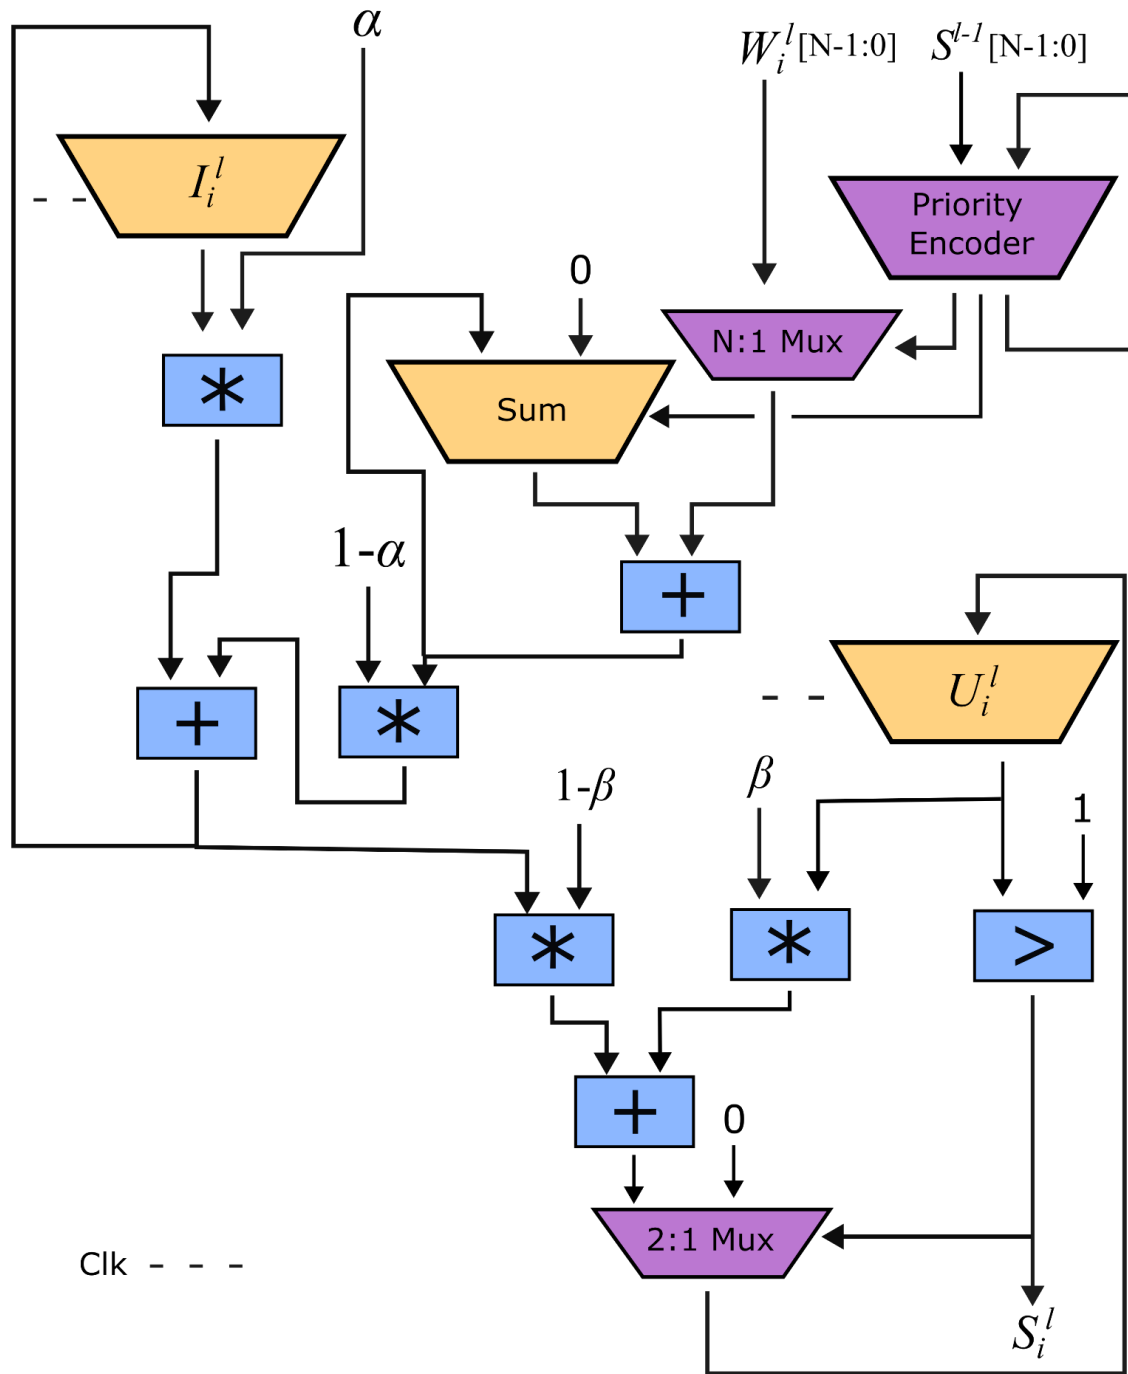 α
W_i^l[N-1:0]
S^{l-1}[N-1:0]
I_i^l
Priority
Encoder
0
N:1 Mux
*
Sum
1-α
+
U_i^l
+
*
1-β
β
1
*
*
>
+
0
2:1 Mux
Clk
S_i^l